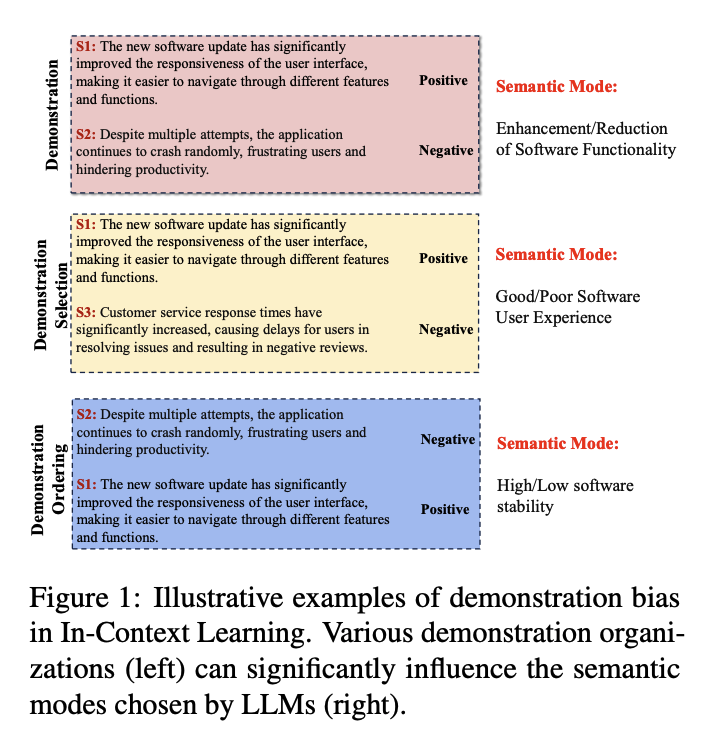 Demonstration
S1: The new software update has significantly
improved the responsiveness of the user interface,
making it easier to navigate through different features
and functions.
Positive
S2: Despite multiple attempts, the application
continues to crash randomly, frustrating users and
hindering productivity.
Negative
Semantic Mode:
Enhancement/Reduction
of Software Functionality
Demonstration
Selection
S1: The new software update has significantly
improved the responsiveness of the user interface,
making it easier to navigate through different features
and functions.
Positive
S3: Customer service response times have
significantly increased, causing delays for users in
resolving issues and resulting in negative reviews.
Negative
Semantic Mode:
Good/Poor Software
User Experience
Demonstration
Ordering
S2: Despite multiple attempts, the application
continues to crash randomly, frustrating users and
hindering productivity.
Negative
S1: The new software update has significantly
improved the responsiveness of the user interface,
making it easier to navigate through different features
and functions.
Positive
Semantic Mode:
High/Low software
stability
Figure 1: Illustrative examples of demonstration bias
in In-Context Learning. Various demonstration organi-
zations (left) can significantly influence the semantic
modes chosen by LLMs (right).